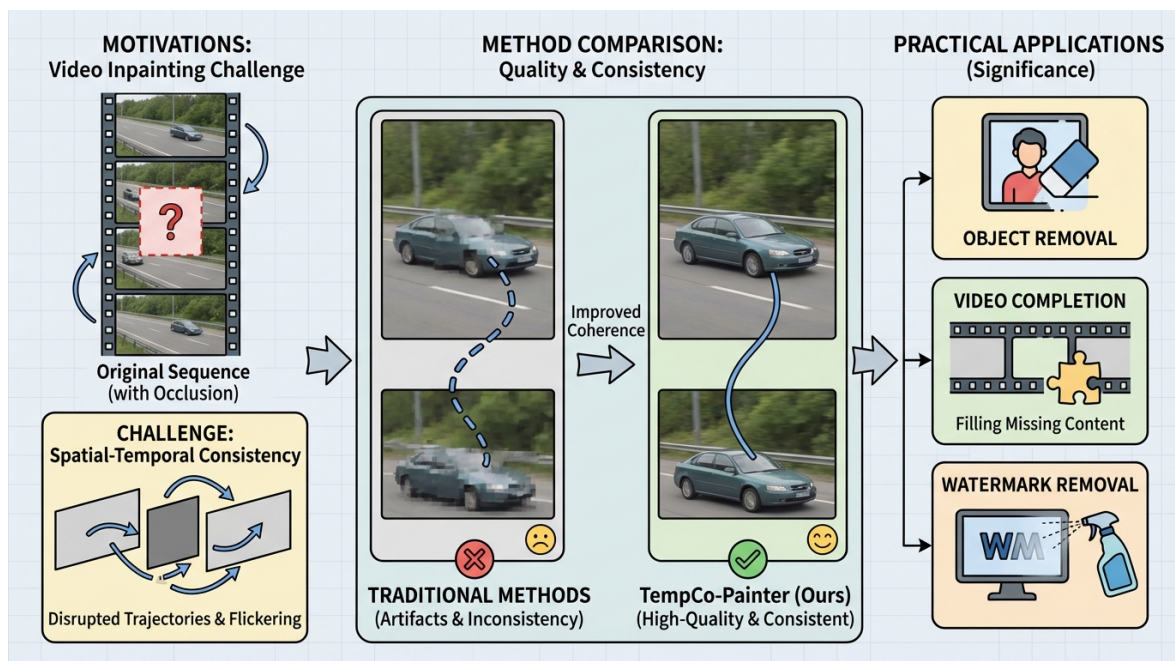 MOTIVATIONS:
Video Inpainting Challenge
?
Original Sequence
(with Occlusion)
CHALLENGE:
Spatial-Temporal Consistency
Disrupted Trajectories & Flickering
METHOD COMPARISON:
Quality & Consistency
Improved
Coherence
TRADITIONAL METHODS
(Artifacts & Inconsistency)
TempCo-Painter (Ours)
(High-Quality & Consistent)
PRACTICAL APPLICATIONS
(Significance)
OBJECT REMOVAL
VIDEO COMPLETION
Filling Missing Content
WATERMARK REMOVAL
WM